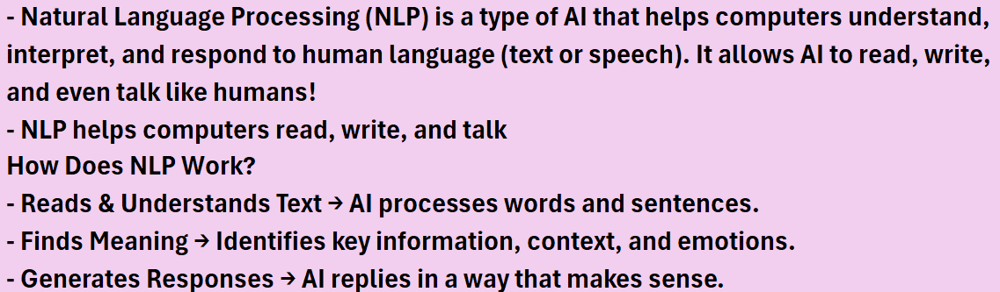 - Natural Language Processing (NLP) is a type of AI that helps computers understand,
interpret, and respond to human language (text or speech). It allows AI to read, write,
and even talk like humans!
- NLP helps computers read, write, and talk
How Does NLP Work?
- Reads & Understands Text → AI processes words and sentences.
- Finds Meaning → Identifies key information, context, and emotions.
- Generates Responses → AI replies in a way that makes sense.